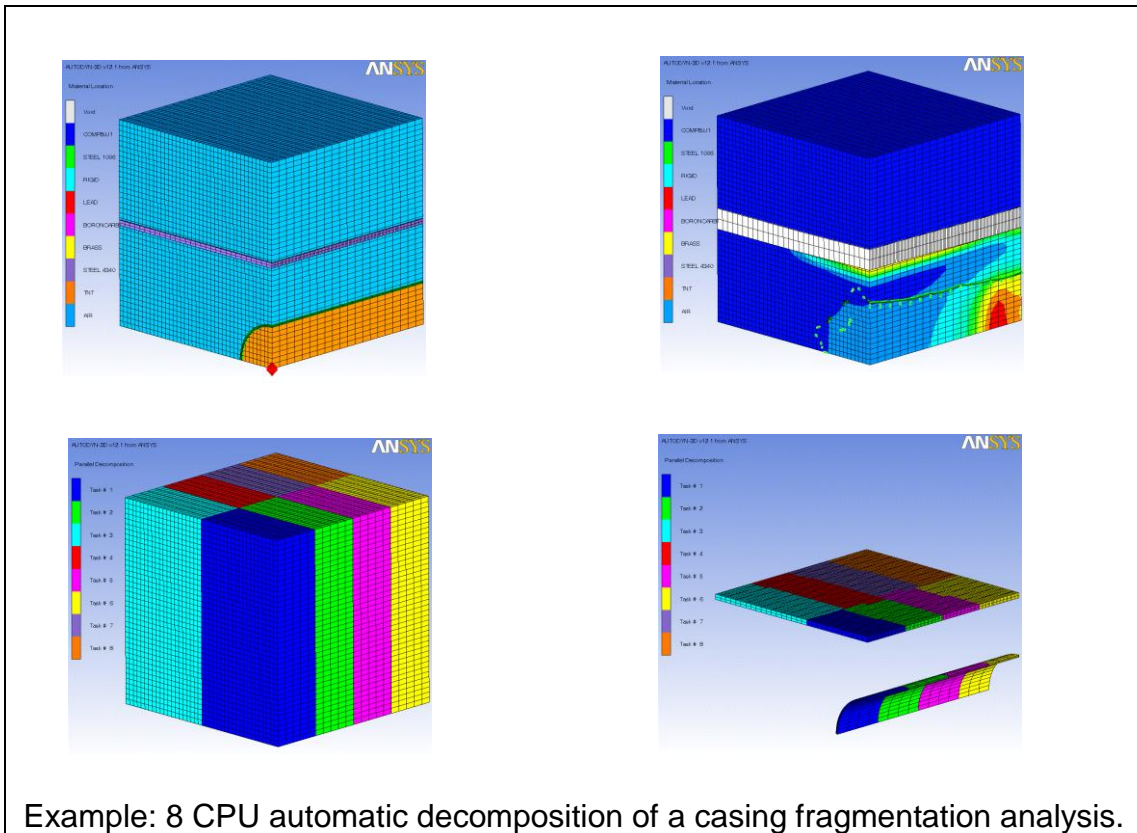 AUTODYN-3D v12.1 from ANSYS
ANSYS
Material Location
Void
COMPBJJ1
STEEL 1006
RIGID
LEAD
BORONCARB
BRASS
STEEL 4340
TNT
AIR
AUTODYN-3D v12.1 from ANSYS
ANSYS
Material Location
Void
COMPBJJ1
STEEL 1006
RIGID
LEAD
BORONCARB
BRASS
STEEL 4340
TNT
AIR
AUTODYN-3D v12.1 from ANSYS
ANSYS
Parallel Decomposition
Task # 1
Task # 2
Task # 3
Task # 4
Task # 5
Task # 6
Task # 7
Task # 8
AUTODYN-3D v12.1 from ANSYS
ANSYS
Parallel Decomposition
Task # 1
Task # 2
Task # 3
Task # 4
Task # 5
Task # 6
Task # 7
Task # 8
Example: 8 CPU automatic decomposition of a casing fragmentation analysis.